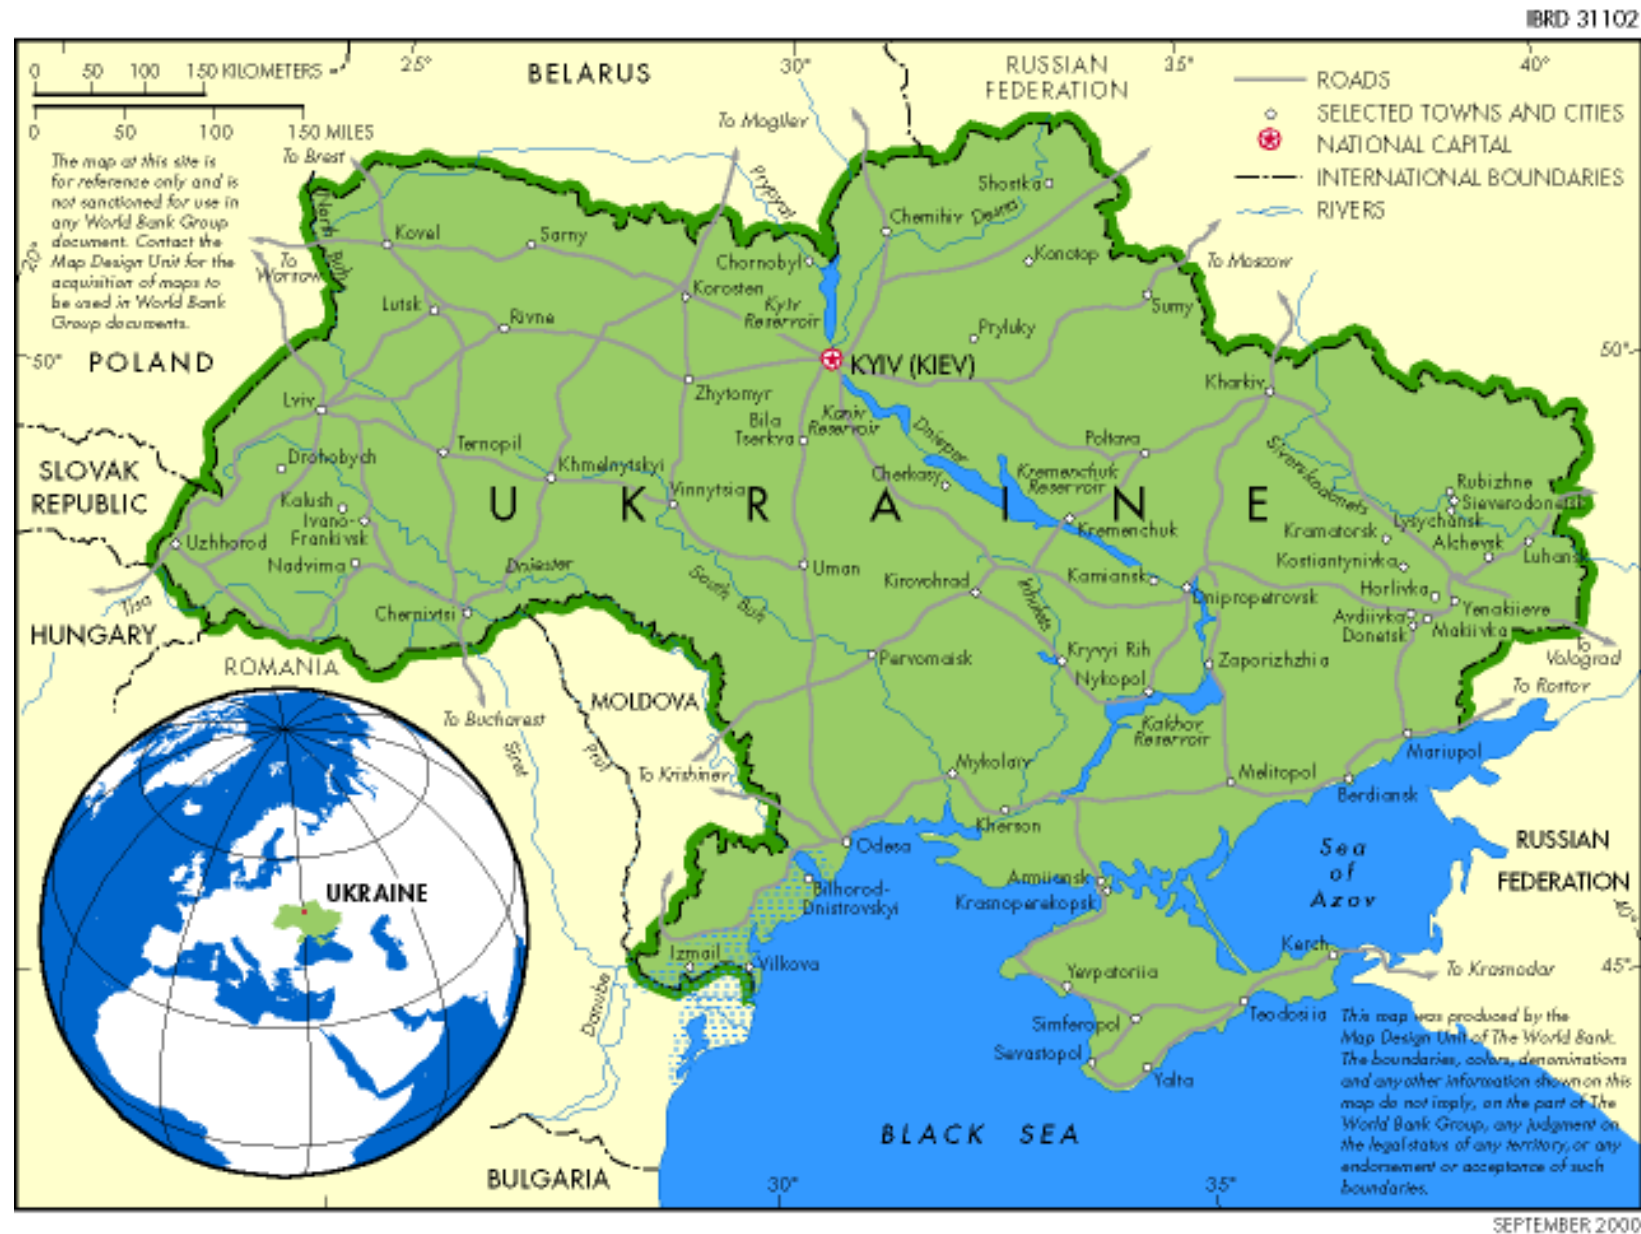 IBRD 31102
0 50 100 150 KILOMETERS
0 50 100 150 MILES
25°
30°
35°
40°
BELARUS
RUSSIAN
FEDERATION
ROADS
SELECTED TOWNS AND CITIES
NATIONAL CAPITAL
INTERNATIONAL BOUNDARIES
RIVERS
The map at this site is
for reference only and is
not sanctioned for use in
any World Bank Group
document. Contact the
Map Design Unit for the
acquisition of maps to
be used in World Bank
Group documents.
To Brest
To Mogilev
Prypyat
Shostka
Chernihiv
Desna
North Buh
Kovel
Sarny
Konotop
20°
To
Warsaw
Chornobyl
To Moscow
Korosten
Kyiv
Reservoir
Sumy
Lutsk
Rivne
Pryluky
50°
POLAND
KYIV (KIEV)
50°
Zhytomyr
Kharkiv
Lviv
Bila
Tserkva
Kaniv
Reservoir
Dnieper
Poltava
Ternopil
Drohobych
Khmelnytskyi
Cherkasy
Kremenchuk
Reservoir
Siverskodonets
SLOVAK
REPUBLIC
Rubizhne
Sieverodonetsk
Lysychansk
Vinnytsia
UKRAINE
Kalush
Ivano-
Frankivsk
Kremenchuk
Kramatorsk
Alchevsk
Uzhhorod
Kostiantynivka
Luhansk
Nadvirna
Dniester
Uman
Kirovohrad
Kamiansk
South Buh
Inhulets
Dnipropetrovsk
Horlivka
Tisa
Chernivtsi
Yenakiieve
Avdiivka
Donetsk
Makiivka
HUNGARY
ROMANIA
Pervomaisk
Kryvyi Rih
Nykopol
Zaporizhzhia
To
Volograd
To Rostov
MOLDOVA
To Bucharest
Siret
Prut
Kakhov
Reservoir
Mariupol
To Krishinev
Mykolaiv
Melitopol
Berdiansk
Kherson
Odesa
Sea
of
Azov
RUSSIAN
FEDERATION
UKRAINE
Armiansk
Krasnoperekopsk
Bilhorod-
Dnistrovskyi
40°
Izmail
Vilkova
Kerch
45°
To Krasnodar
Yevpatoriia
Danube
Simferopol
Teodosiia
Sevastopol
Yalta
This map was produced by the
Map Design Unit of The World Bank.
The boundaries, colors, denominations
and any other information shown on this
map do not imply, on the part of The
World Bank Group, any judgment on
the legal status of any territory, or any
endorsement or acceptance of such
boundaries.
BLACK SEA
BULGARIA
30°
35°
SEPTEMBER 2000